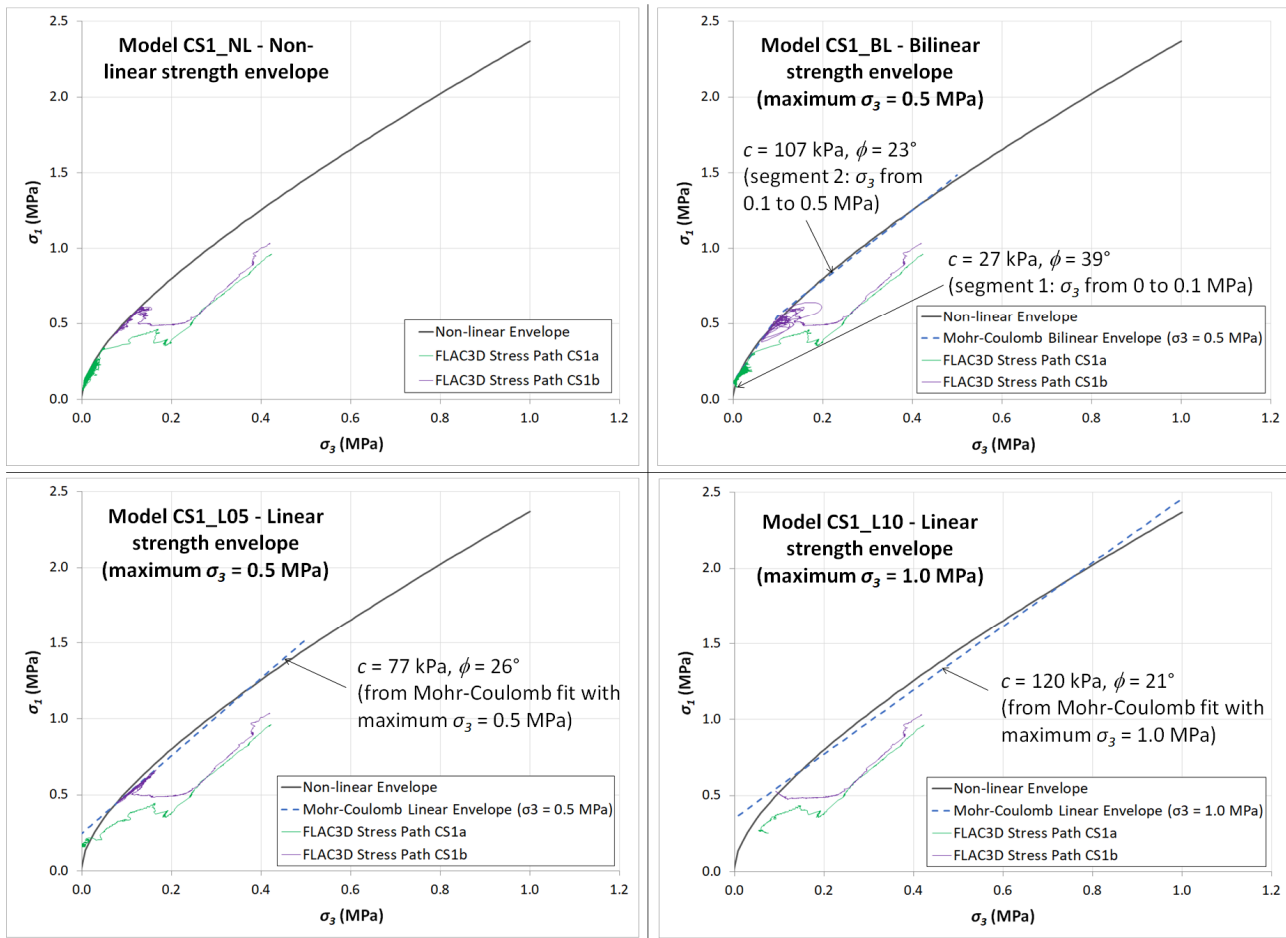 Model CS1_NL - Non-
linear strength envelope
2.5
2.0
1.5
1.0
0.5
0.0
σ1 (MPa)
Non-linear Envelope
FLAC3D Stress Path CS1a
FLAC3D Stress Path CS1b
0.0 0.2 0.4 0.6 0.8 1.0 1.2
σ3 (MPa)
Model CS1_BL - Bilinear
strength envelope
(maximum σ3 = 0.5 MPa)
2.5
2.0
1.5
1.0
0.5
0.0
σ1 (MPa)
c = 107 kPa, ϕ = 23°
(segment 2: σ3 from
0.1 to 0.5 MPa)
c = 27 kPa, ϕ = 39°
(segment 1: σ3 from 0 to 0.1 MPa)
Non-linear Envelope
Mohr-Coulomb Bilinear Envelope (σ3 = 0.5 MPa)
FLAC3D Stress Path CS1a
FLAC3D Stress Path CS1b
0.0 0.2 0.4 0.6 0.8 1.0 1.2
σ3 (MPa)
Model CS1_L05 - Linear
strength envelope
(maximum σ3 = 0.5 MPa)
2.5
2.0
1.5
1.0
0.5
0.0
σ1 (MPa)
c = 77 kPa, ϕ = 26°
(from Mohr-Coulomb fit with
maximum σ3 = 0.5 MPa)
Non-linear Envelope
Mohr-Coulomb Linear Envelope (σ3 = 0.5 MPa)
FLAC3D Stress Path CS1a
FLAC3D Stress Path CS1b
0.0 0.2 0.4 0.6 0.8 1.0 1.2
σ3 (MPa)
Model CS1_L10 - Linear
strength envelope
(maximum σ3 = 1.0 MPa)
2.5
2.0
1.5
1.0
0.5
0.0
σ1 (MPa)
c = 120 kPa, ϕ = 21°
(from Mohr-Coulomb fit with
maximum σ3 = 1.0 MPa)
Non-linear Envelope
Mohr-Coulomb Linear Envelope (σ3 = 1.0 MPa)
FLAC3D Stress Path CS1a
FLAC3D Stress Path CS1b
0.0 0.2 0.4 0.6 0.8 1.0 1.2
σ3 (MPa)